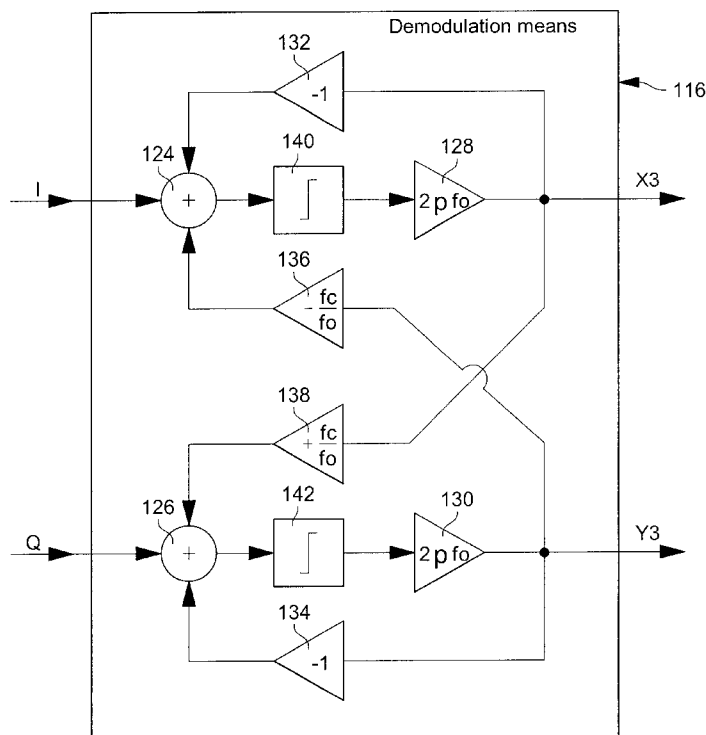 Demodulation means
132
116
-1
140
128
124
I
+
2 p fo
X3
136
- fc
fo
138
+ fc
fo
142
130
126
Q
+
2 p fo
Y3
134
-1